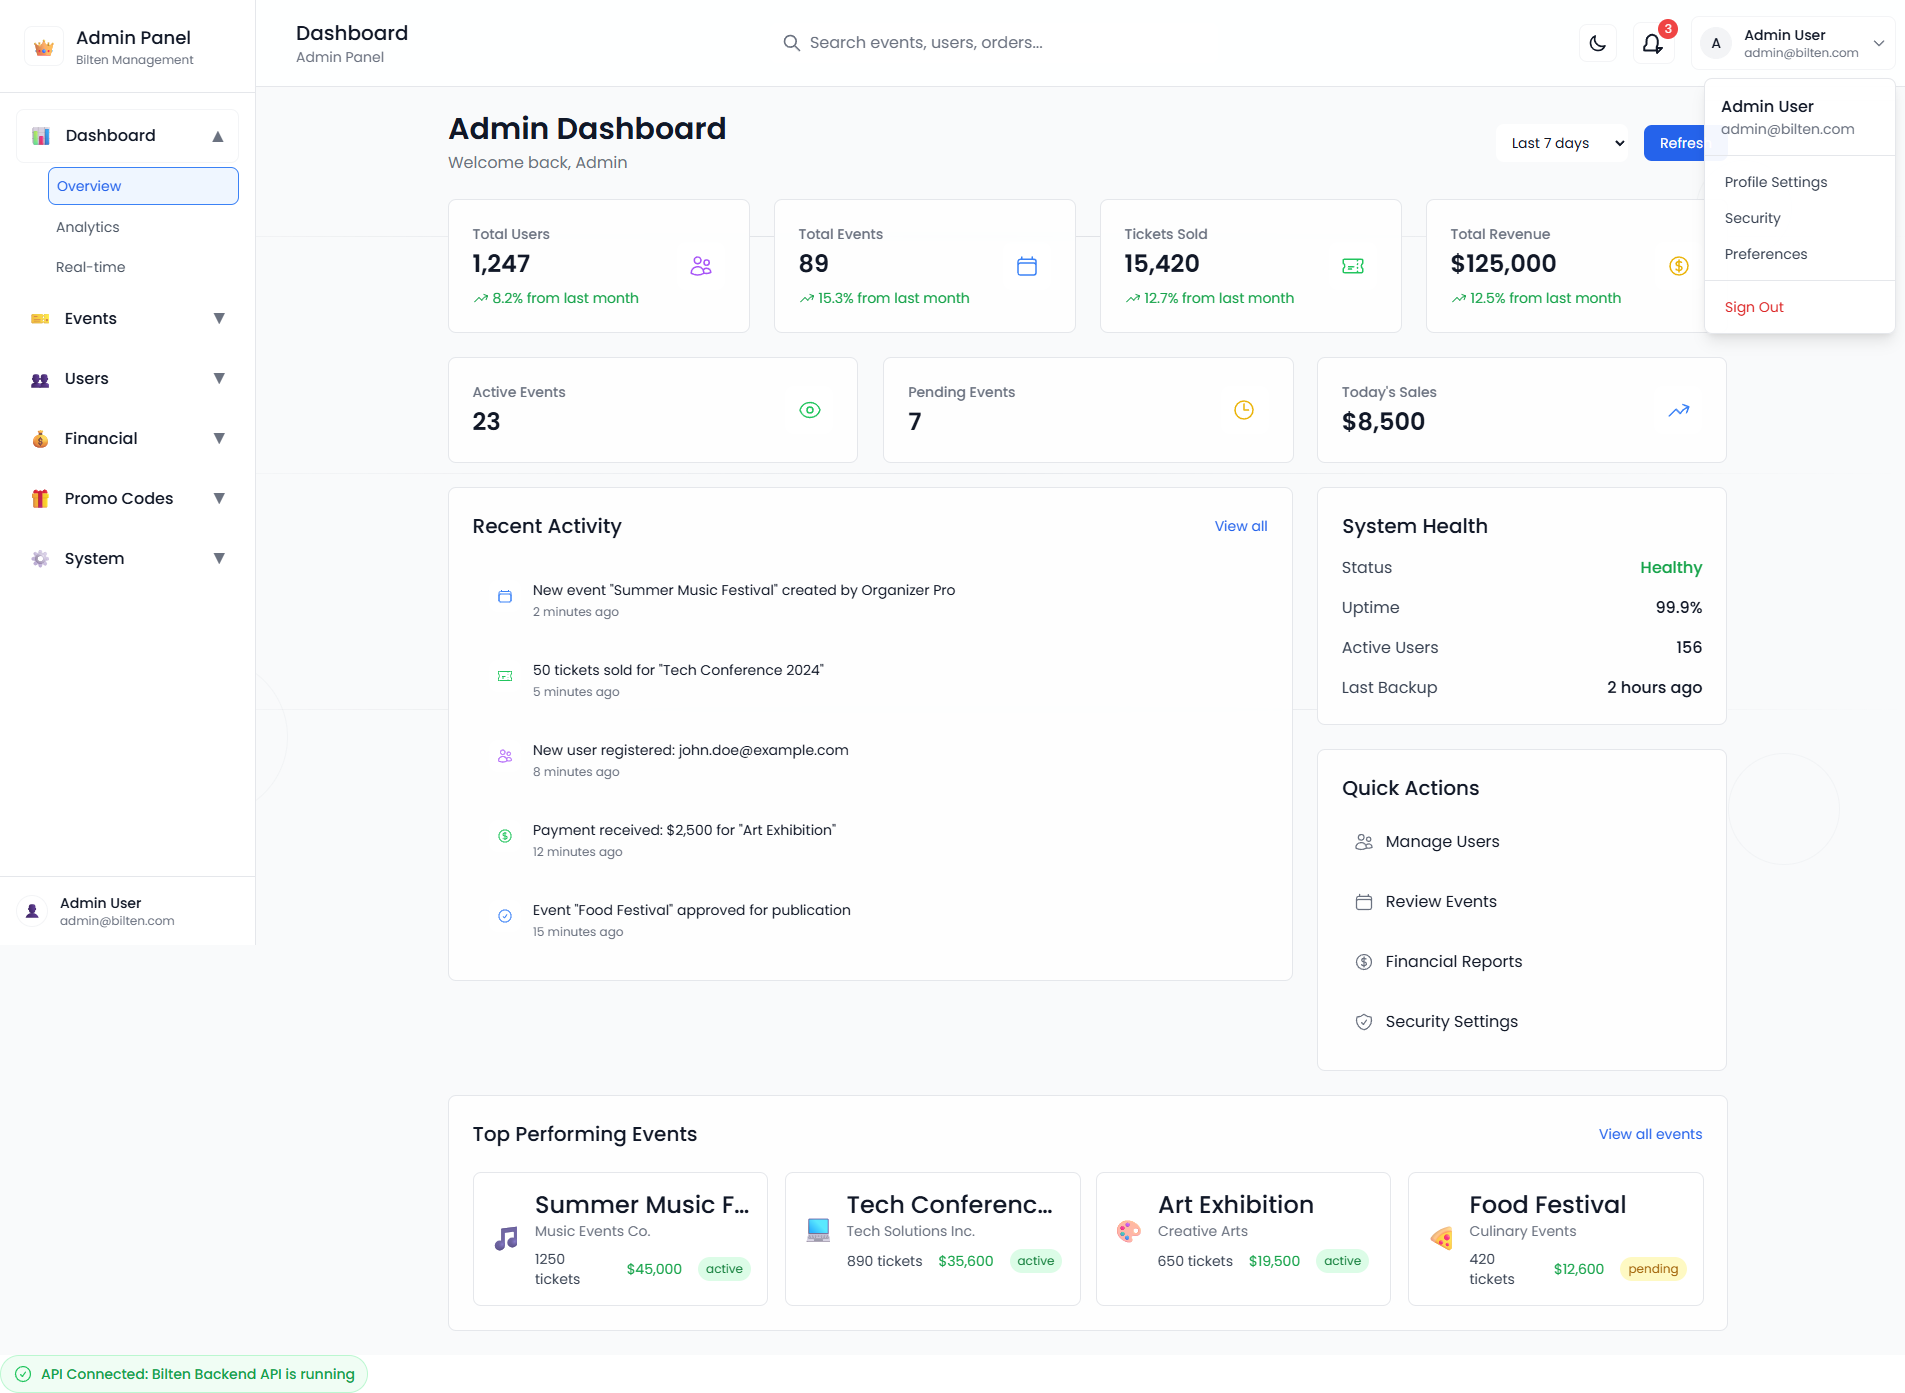 Admin Panel
Bilten Management
Dashboard
Overview
Analytics
Real-time
Events
Users
Financial
Promo Codes
System
Admin User
admin@bilten.com
Dashboard
Admin Panel
Search events, users, orders...
3
A
Admin User
admin@bilten.com
Admin User
admin@bilten.com
Profile Settings
Security
Preferences
Sign Out
Admin Dashboard
Welcome back, Admin
Last 7 days
Refres
Total Users
1,247
8.2% from last month
Total Events
89
15.3% from last month
Tickets Sold
15,420
12.7% from last month
Total Revenue
$125,000
12.5% from last month
Active Events
23
Pending Events
7
Today's Sales
$8,500
Recent Activity
View all
New event "Summer Music Festival" created by Organizer Pro
2 minutes ago
50 tickets sold for "Tech Conference 2024"
5 minutes ago
New user registered: john.doe@example.com
8 minutes ago
Payment received: $2,500 for "Art Exhibition"
12 minutes ago
Event "Food Festival" approved for publication
15 minutes ago
System Health
Status Healthy
Uptime 99.9%
Active Users 156
Last Backup 2 hours ago
Quick Actions
Manage Users
Review Events
Financial Reports
Security Settings
Top Performing Events
View all events
Summer Music F...
Music Events Co.
1250 tickets $45,000 active
Tech Conferenc...
Tech Solutions Inc.
890 tickets $35,600 active
Art Exhibition
Creative Arts
650 tickets $19,500 active
Food Festival
Culinary Events
420 tickets $12,600 pending
API Connected: Bilten Backend API is running